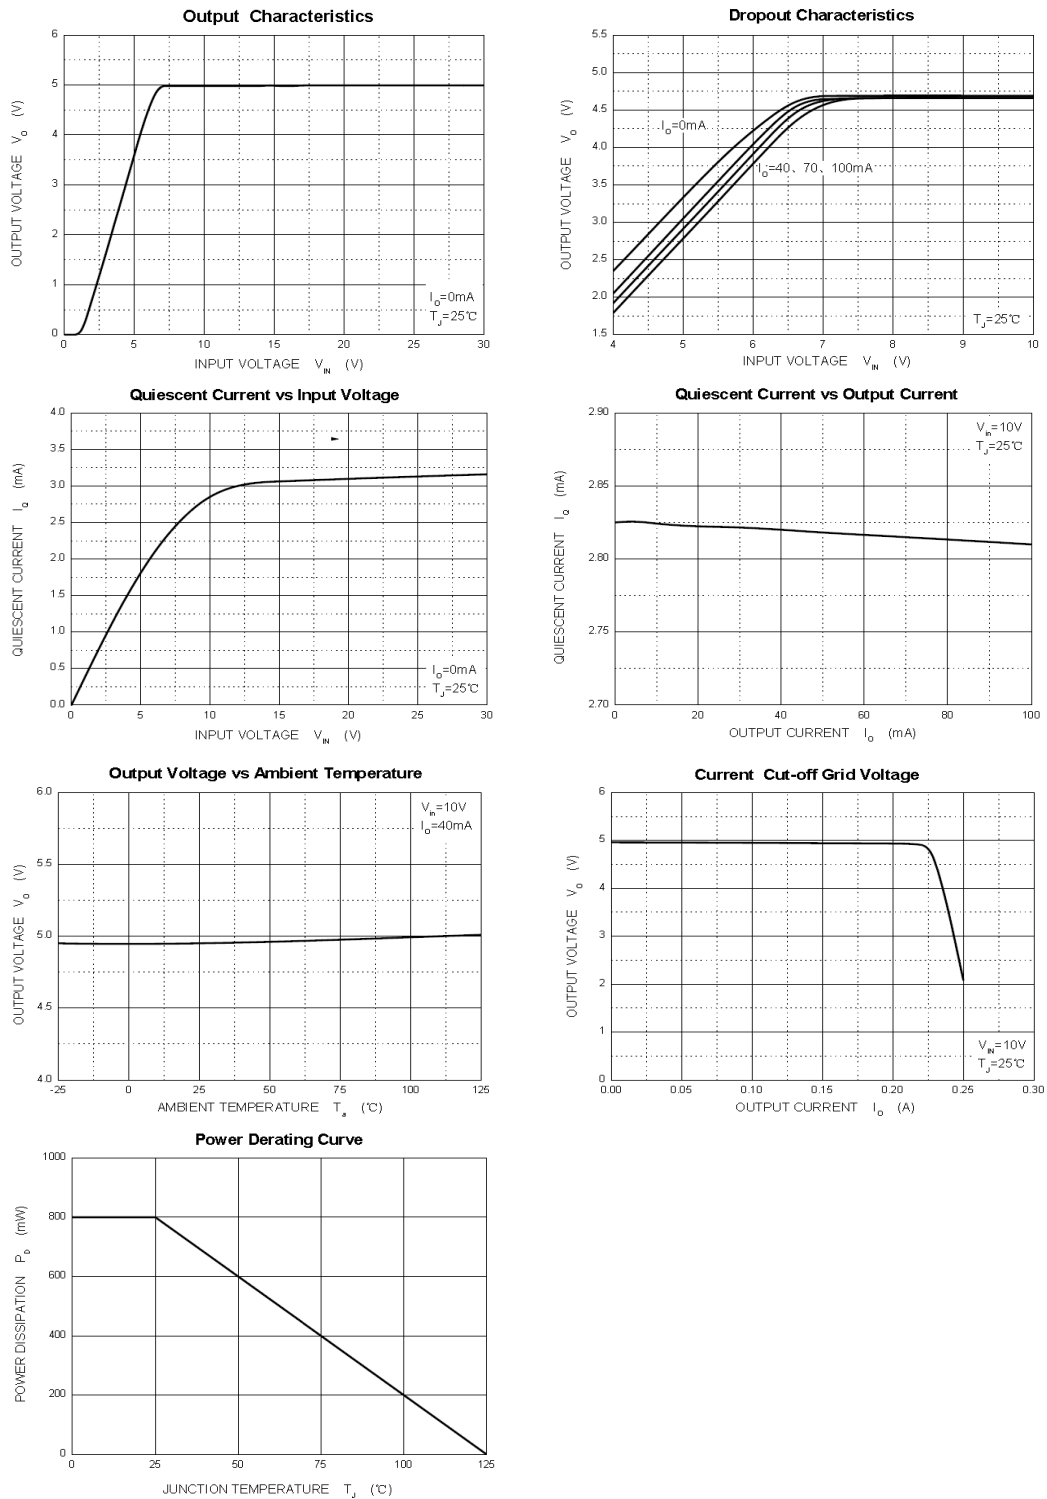 Output Characteristics
OUTPUT VOLTAGE V_O (V)
6
5
4
3
2
1
0
I_O=0mA
T_J=25℃
0 5 10 15 20 25 30
INPUT VOLTAGE V_IN (V)
Dropout Characteristics
OUTPUT VOLTAGE V_O (V)
5.5
5.0
4.5
4.0
3.5
3.0
2.5
2.0
1.5
I_O=0mA
I_O=40、70、100mA
T_J=25℃
4 5 6 7 8 9 10
INPUT VOLTAGE V_IN (V)
Quiescent Current vs Input Voltage
QUIESCENT CURRENT I_Q (mA)
4.0
3.5
3.0
2.5
2.0
1.5
1.0
0.5
0.0
I_O=0mA
T_J=25℃
0 5 10 15 20 25 30
INPUT VOLTAGE V_IN (V)
Quiescent Current vs Output Current
QUIESCENT CURRENT I_Q (mA)
2.90
2.85
2.80
2.75
2.70
V_in=10V
T_J=25℃
0 20 40 60 80 100
OUTPUT CURRENT I_O (mA)
Output Voltage vs Ambient Temperature
OUTPUT VOLTAGE V_O (V)
6.0
5.5
5.0
4.5
4.0
V_in=10V
I_O=40mA
-25 0 25 50 75 100 125
AMBIENT TEMPERATURE T_a (℃)
Current Cut-off Grid Voltage
OUTPUT VOLTAGE V_O (V)
6
5
4
3
2
1
0
V_IN=10V
T_J=25℃
0.00 0.05 0.10 0.15 0.20 0.25 0.30
OUTPUT CURRENT I_O (A)
Power Derating Curve
POWER DISSIPATION P_D (mW)
1000
800
600
400
200
0
0 25 50 75 100 125
JUNCTION TEMPERATURE T_J (℃)